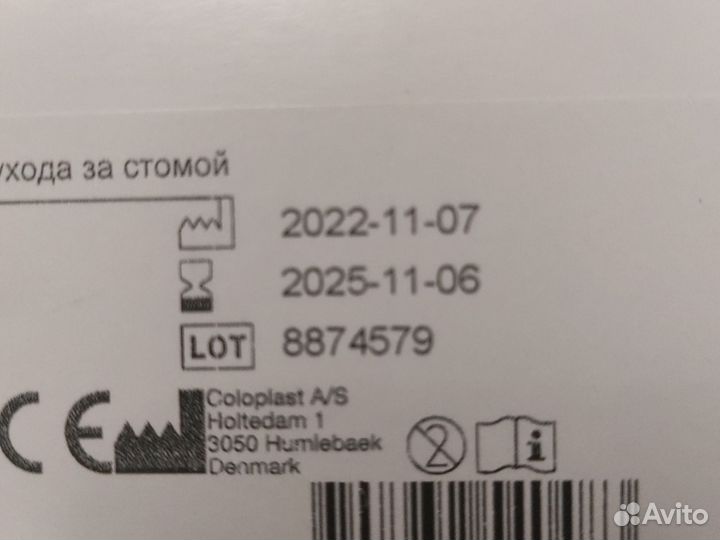 ухода за стомой
2022-11-07
2025-11-06
LOT 8874579
CE
Coloplast A/S
Holtedam 1
3050 Humlebaek
Denmark
2 i
Avito